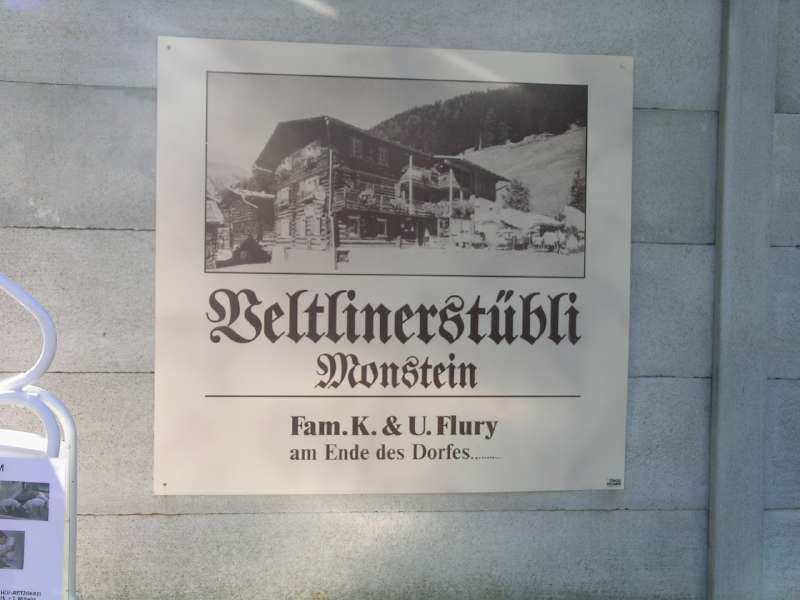 Veltlinerstübli
Monstein
Fam. K. & U. Flury
am Ende des Dorfes.........